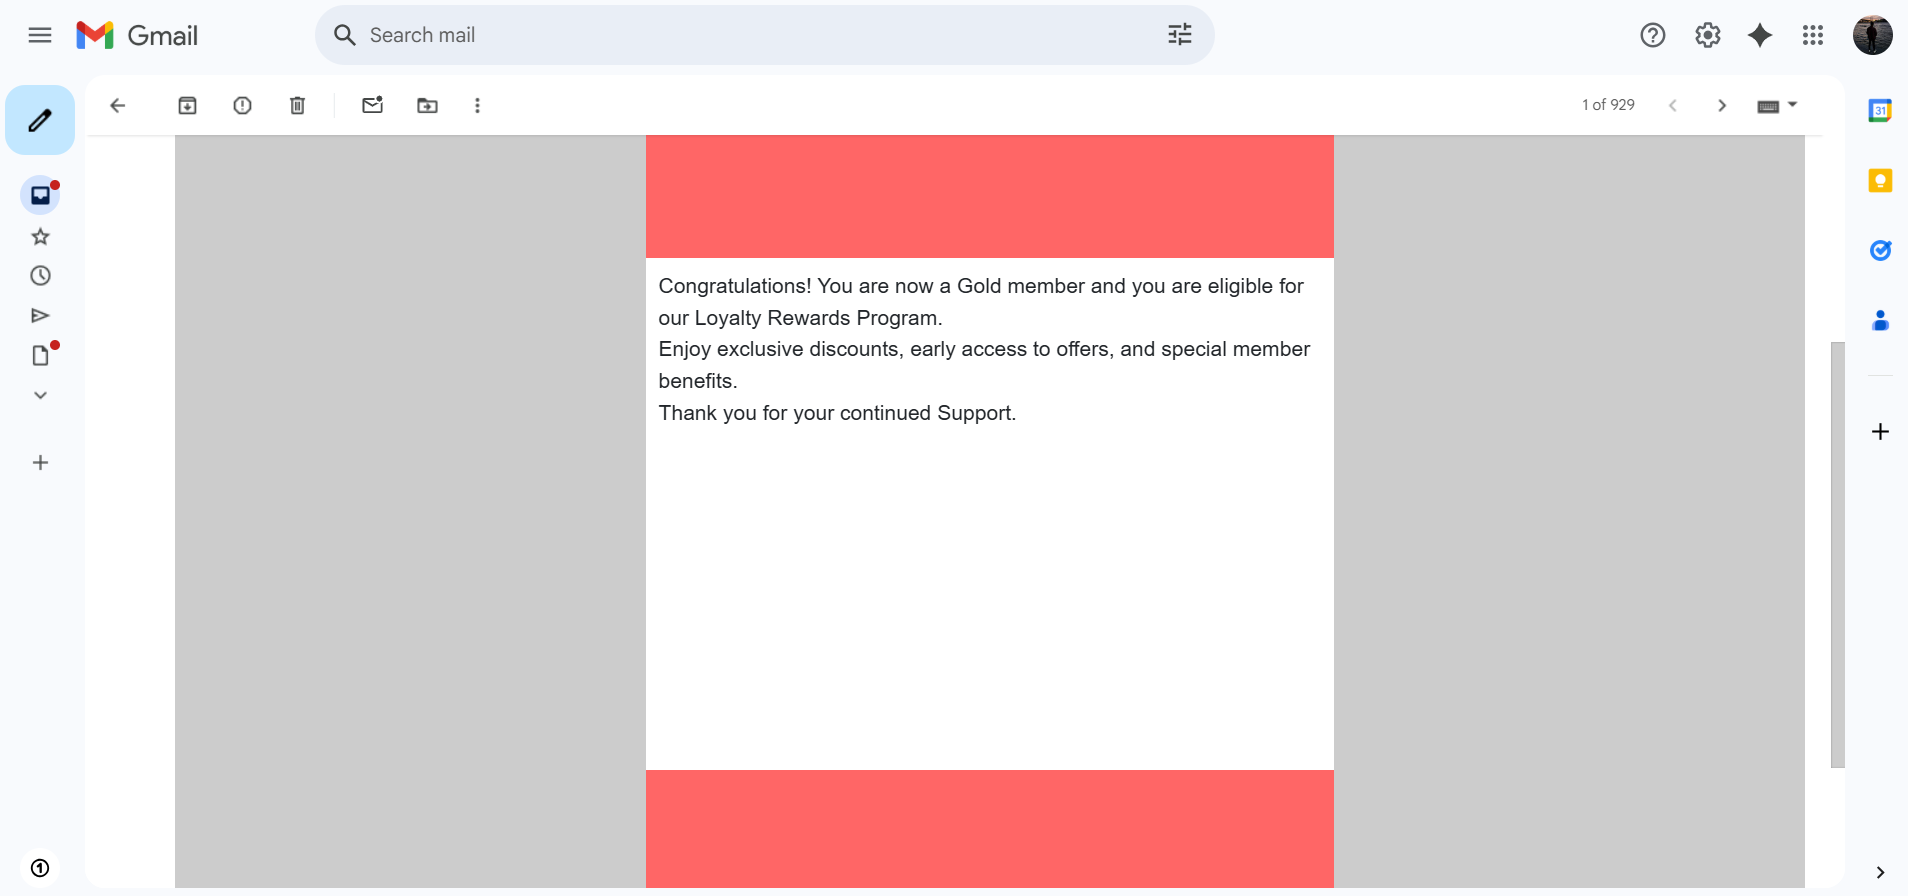 Gmail
Search mail
1 of 929
31
Congratulations! You are now a Gold member and you are eligible for
our Loyalty Rewards Program.
Enjoy exclusive discounts, early access to offers, and special member
benefits.
Thank you for your continued Support.
1